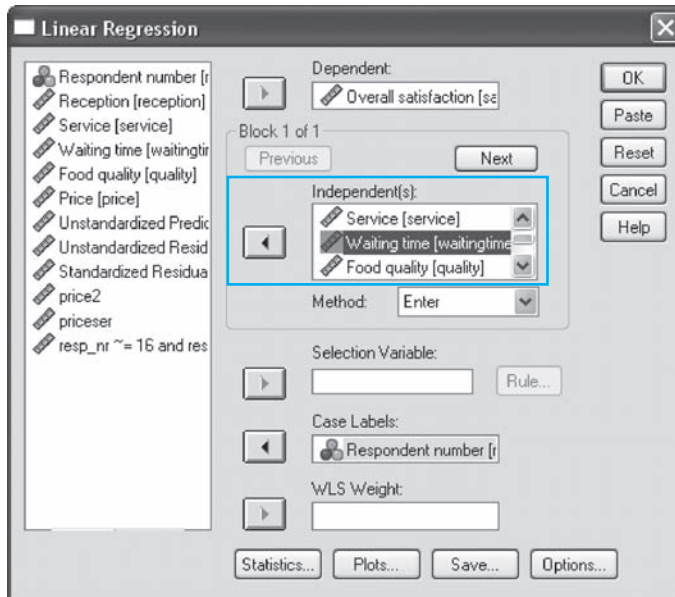 Linear Regression
Respondent number [r
Reception [reception]
Service [service]
Waiting time [waitingtir
Food quality [quality]
Price [price]
Unstandardized Predic
Unstandardized Resid
Standardized Residua
price2
priceser
resp_nr ~= 16 and res
Dependent:
Overall satisfaction [sa
Block 1 of 1
Previous
Next
Independent(s):
Service [service]
Waiting time [waitingtime
Food quality [quality]
Method:
Enter
Selection Variable:
Rule...
Case Labels:
Respondent number [r
WLS Weight:
Statistics...
Plots...
Save...
Options...
OK
Paste
Reset
Cancel
Help